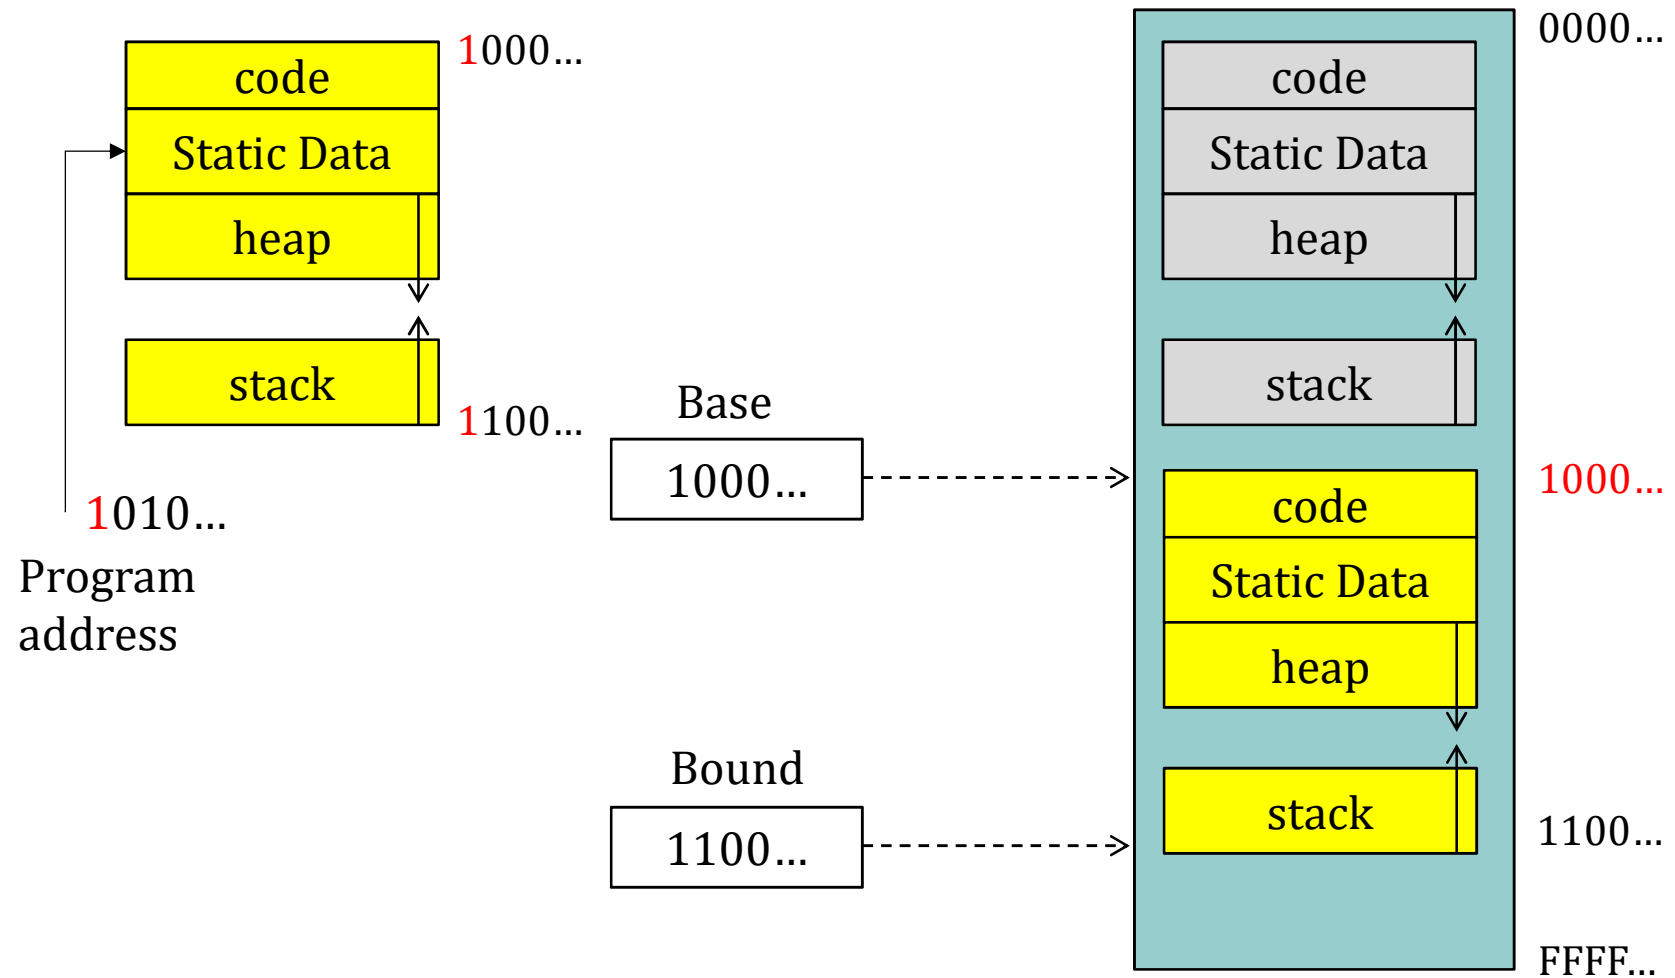 code
1000...
Static Data
heap
stack
1100...
1010...
Program
address
Base
1000...
Bound
1100...
0000...
code
Static Data
heap
stack
1000...
code
Static Data
heap
stack
1100...
FFFF...